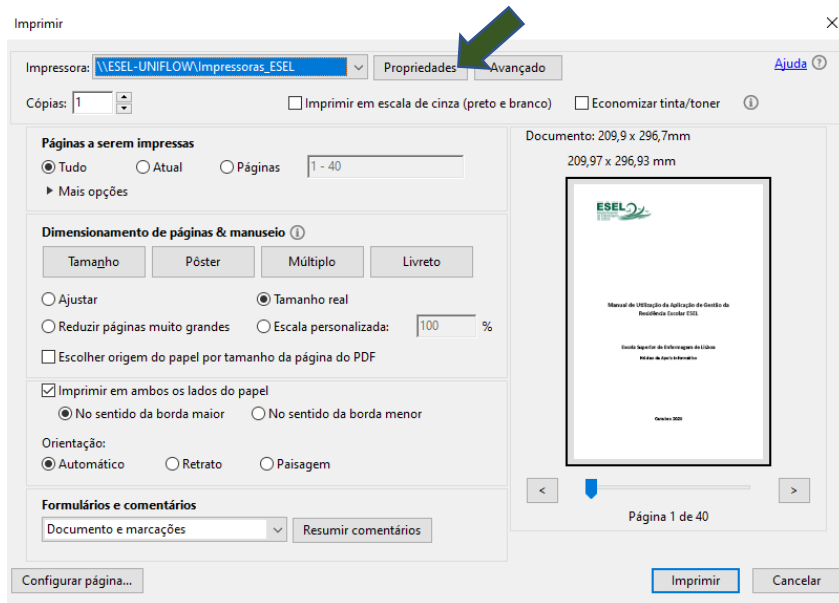 Imprimir
Impressora: \\ESEL-UNIFLOW\Impressoras_ESEL Propriedades Avançado Ajuda
Cópias: 1 Imprimir em escala de cinza (preto e branco) Economizar tinta/toner
Páginas a serem impressas
Tudo Atual Páginas 1 - 40
Mais opções
Dimensionamento de páginas & manuseio
Tamanho Pôster Múltiplo Livreto
Ajustar Tamanho real
Reduzir páginas muito grandes Escala personalizada: 100 %
Escolher origem do papel por tamanho da página do PDF
Imprimir em ambos os lados do papel
No sentido da borda maior No sentido da borda menor
Orientação:
Automático Retrato Paisagem
Formulários e comentários
Documento e marcações Resumir comentários
Documento: 209,9 x 296,7mm
209,97 x 296,93 mm
ESEL
Manual de Utilização da Aplicação de Gestão da
Residência Escolar ESEL
Escola Superior de Enfermagem de Lisboa
Núcleo de Apoio Informático
Outubro 2020
< >
Página 1 de 40
Configurar página... Imprimir Cancelar